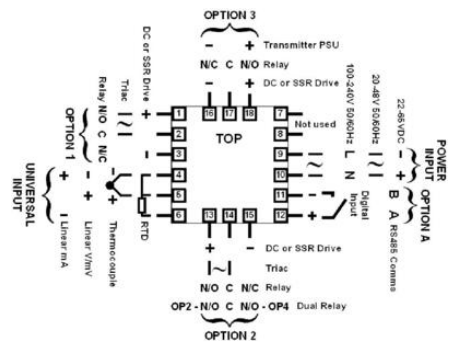 OPTION 3
- + Transmitter PSU
N/C C N/O Relay
- + DC or SSR Drive
16 17 18
TOP
1
2
3
4
5
6
7
8
9
10
11
12
13 14 15
DC or SSR Drive +
-
Triac
Relay N/O C N/C
OPTION 1
UNIVERSAL INPUT
+ -
Linear mA
+ -
Linear V/mV
- +
Thermocouple
RTD
Not used
100-240V 50/60Hz
L N
20-48V 50/60Hz
22-65VDC
- +
POWER INPUT
- +
Digital Input
B A
RS485 Comms
OPTION A
+ - DC or SSR Drive
Triac
N/O C N/C Relay
OP2 - N/O C N/O - OP4 Dual Relay
OPTION 2